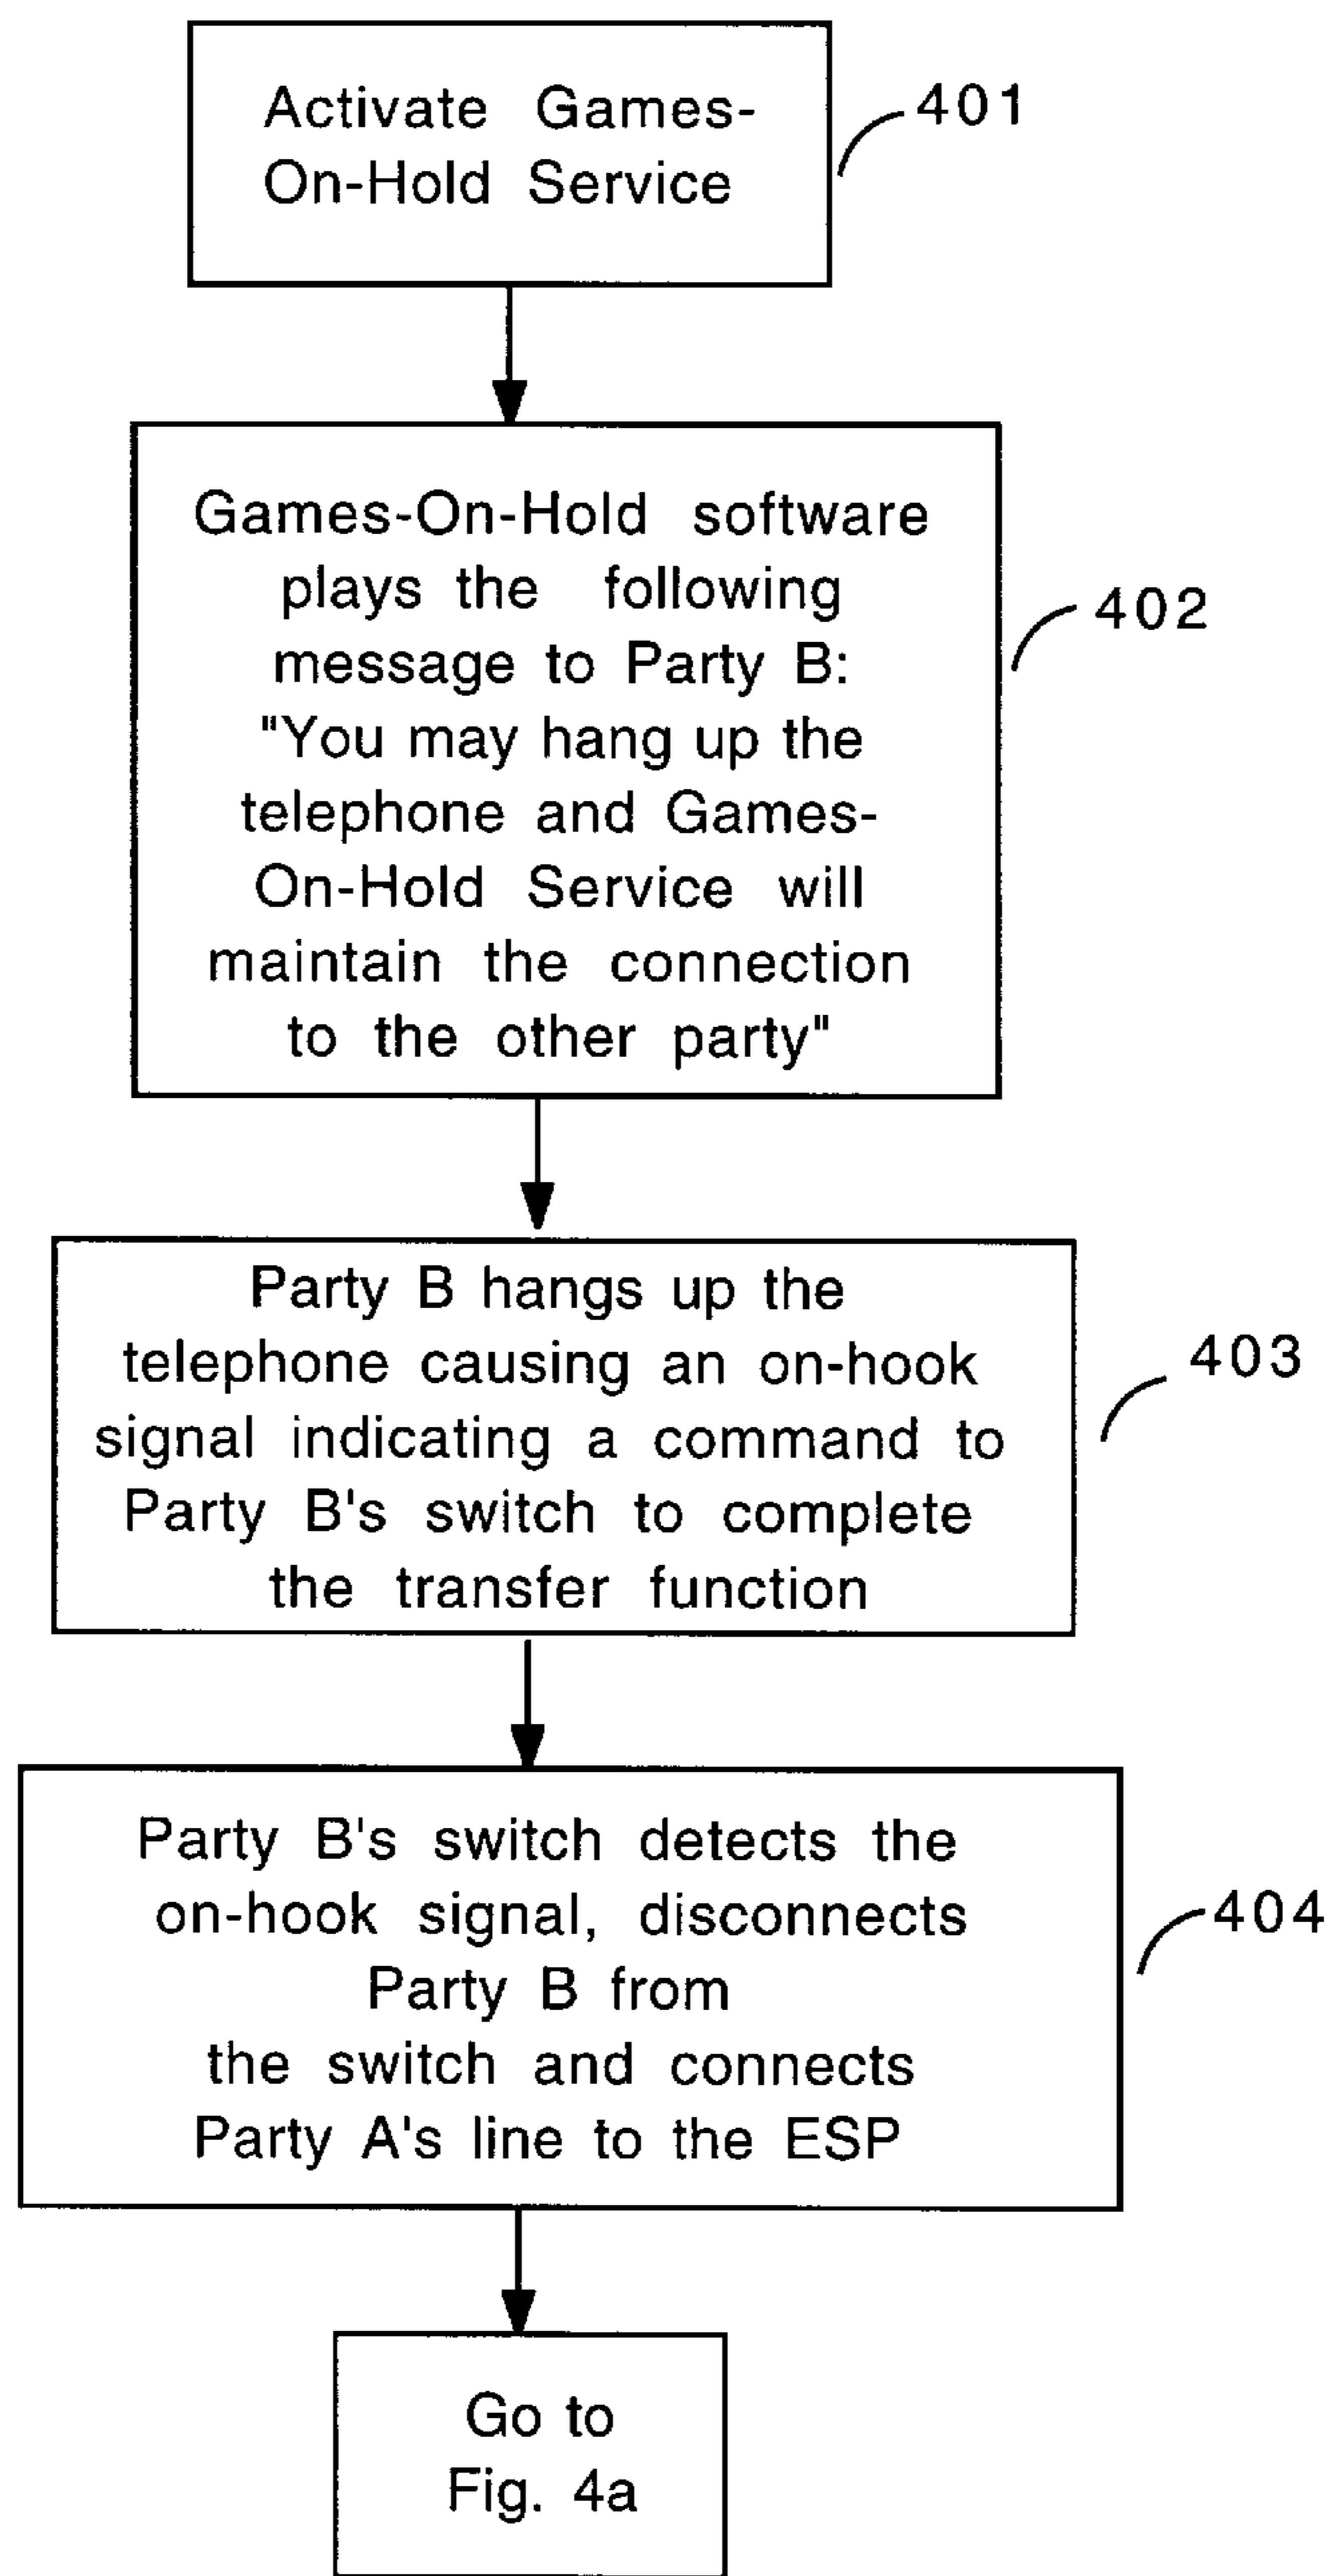 Activate Games-
On-Hold Service
401
Games-On-Hold software
plays the following
message to Party B:
"You may hang up the
telephone and Games-
On-Hold Service will
maintain the connection
to the other party"
402
Party B hangs up the
telephone causing an on-hook
signal indicating a command to
Party B's switch to complete
the transfer function
403
Party B's switch detects the
on-hook signal, disconnects
Party B from
the switch and connects
Party A's line to the ESP
404
Go to
Fig. 4a